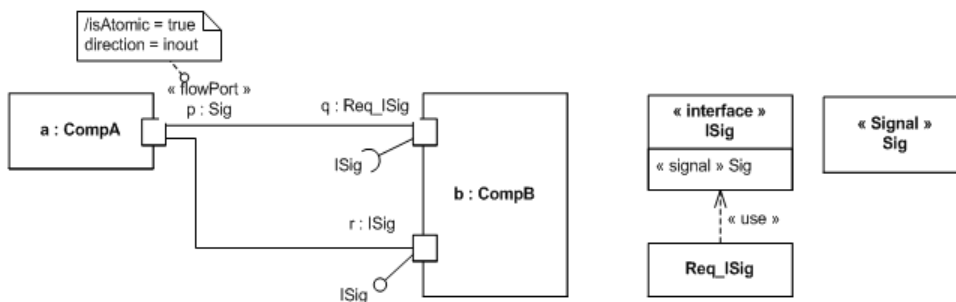 /isAtomic = true
direction = inout
« flowPort »
p : Sig
q : Req_ISig
a : CompA
ISig
b : CompB
r : ISig
ISig
« interface »
ISig
« signal » Sig
« use »
Req_ISig
« Signal »
Sig